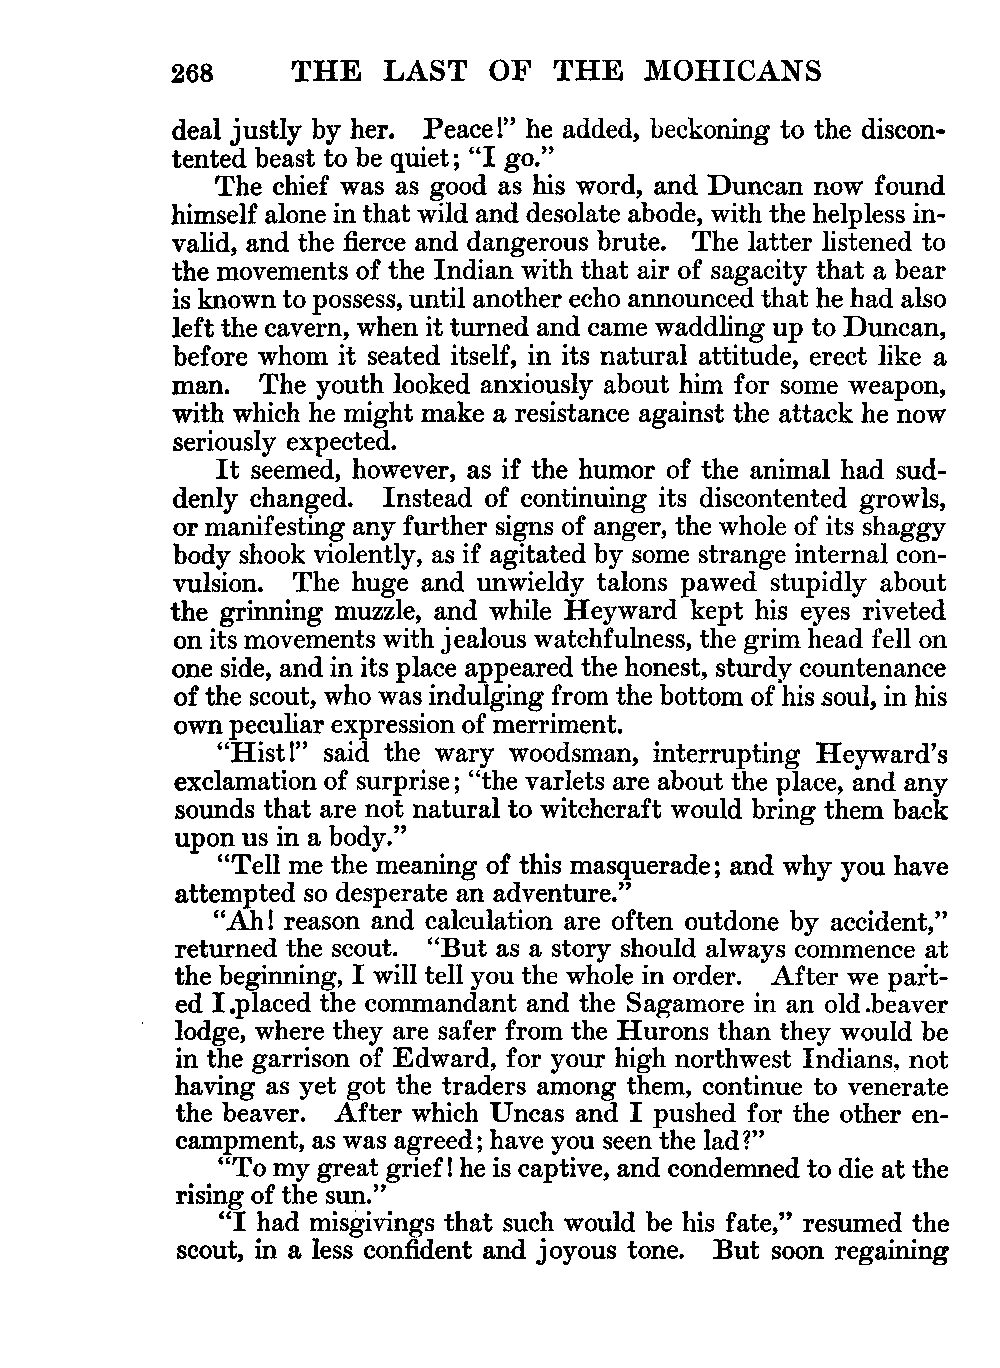 268 THE LAST OF THE MOHICANS
deal justly by her. Peace!” he added, beckoning to the discon-
tented beast to be quiet; “I go.”
The chief was as good as his word, and Duncan now found
himself alone in that wild and desolate abode, with the helpless in-
valid, and the fierce and dangerous brute. The latter listened to
the movements of the Indian with that air of sagacity that a bear
is known to possess, until another echo announced that he had also
left the cavern, when it turned and came waddling up to Duncan,
before whom it seated itself, in its natural attitude, erect like a
man. The youth looked anxiously about him for some weapon,
with which he might make a resistance against the attack he now
seriously expected.
It seemed, however, as if the humor of the animal had sud-
denly changed. Instead of continuing its discontented growls,
or manifesting any further signs of anger, the whole of its shaggy
body shook violently, as if agitated by some strange internal con-
vulsion. The huge and unwieldy talons pawed stupidly about
the grinning muzzle, and while Heyward kept his eyes riveted
on its movements with jealous watchfulness, the grim head fell on
one side, and in its place appeared the honest, sturdy countenance
of the scout, who was indulging from the bottom of his soul, in his
own peculiar expression of merriment.
“Hist!” said the wary woodsman, interrupting Heyward’s
exclamation of surprise; “the varlets are about the place, and any
sounds that are not natural to witchcraft would bring them back
upon us in a body.”
“Tell me the meaning of this masquerade; and why you have
attempted so desperate an adventure.”
“Ah! reason and calculation are often outdone by accident,”
returned the scout. “But as a story should always commence at
the beginning, I will tell you the whole in order. After we part-
ed I placed the commandant and the Sagamore in an old beaver
lodge, where they are safer from the Hurons than they would be
in the garrison of Edward, for your high northwest Indians, not
having as yet got the traders among them, continue to venerate
the beaver. After which Uncas and I pushed for the other en-
campment, as was agreed; have you seen the lad?”
“To my great grief! he is captive, and condemned to die at the
rising of the sun.”
“I had misgivings that such would be his fate,” resumed the
scout, in a less confident and joyous tone. But soon regaining